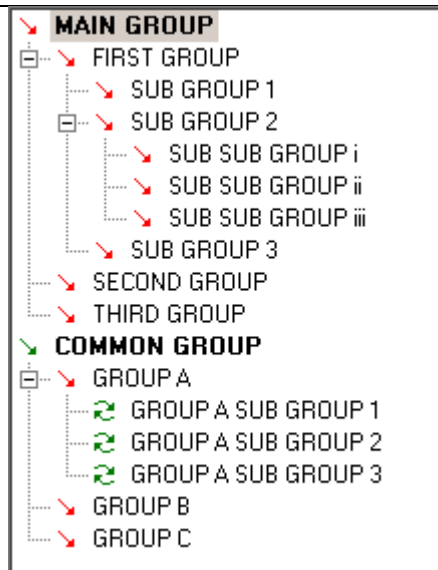 MAIN GROUP
FIRST GROUP
SUB GROUP 1
SUB GROUP 2
SUB SUB GROUP i
SUB SUB GROUP ii
SUB SUB GROUP iii
SUB GROUP 3
SECOND GROUP
THIRD GROUP
COMMON GROUP
GROUP A
GROUP A SUB GROUP 1
GROUP A SUB GROUP 2
GROUP A SUB GROUP 3
GROUP B
GROUP C